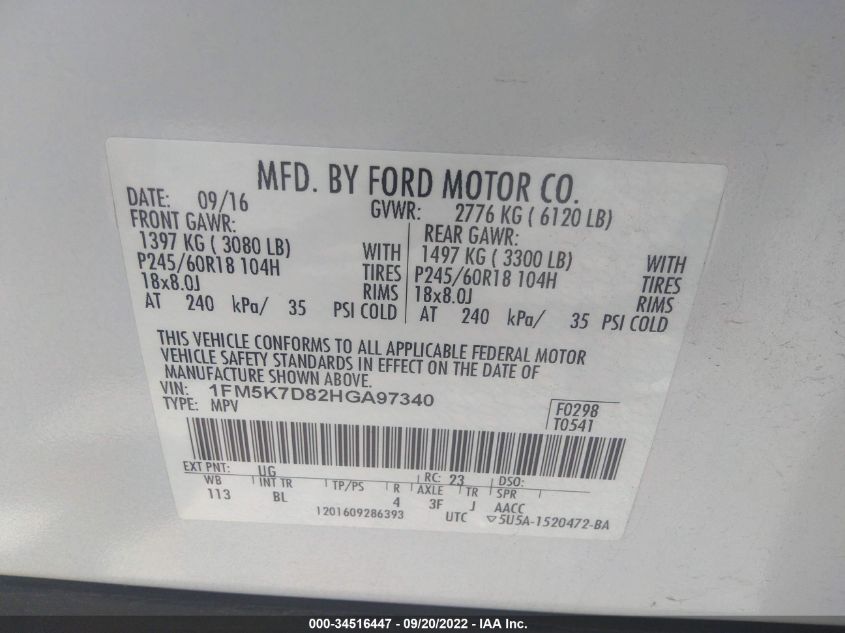 MFD. BY FORD MOTOR CO.
DATE: 09/16 GVWR: 2776 KG ( 6120 LB)
FRONT GAWR: REAR GAWR:
1397 KG ( 3080 LB) WITH 1497 KG ( 3300 LB) WITH
P245/60R18 104H TIRES P245/60R18 104H TIRES
18x8.0J RIMS 18x8.0J RIMS
AT 240 kPa/ 35 PSI COLD AT 240 kPa/ 35 PSI COLD
THIS VEHICLE CONFORMS TO ALL APPLICABLE FEDERAL MOTOR
VEHICLE SAFETY STANDARDS IN EFFECT ON THE DATE OF
MANUFACTURE SHOWN ABOVE.
VIN: 1FM5K7D82HGA97340
TYPE: MPV
F0298
T0541
EXT PNT: UG RC: 23 DSO:
WB INT TR TP/PS R AXLE TR SPR
113 BL 4 3F J AACC
1201609286393 UTC ▽5U5A-1520472-BA
000-34516447 - 09/20/2022 - IAA Inc.